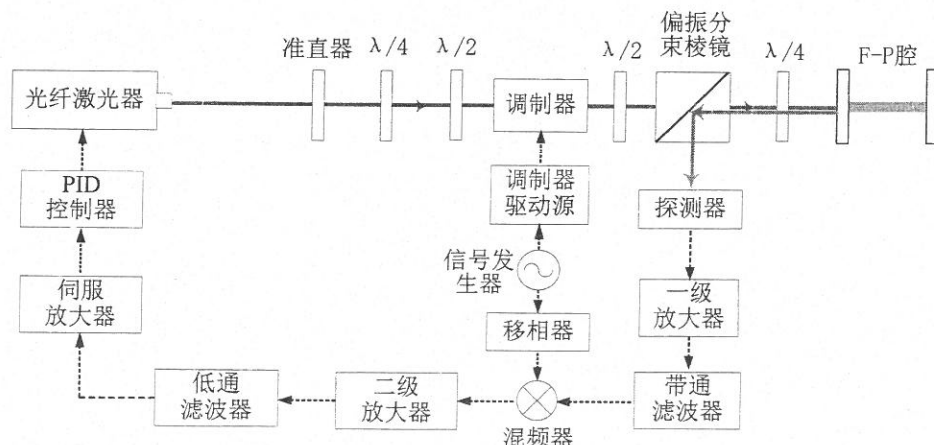 偏振分
束棱镜
准直器
λ/4
λ/2
λ/2
λ/4
F-P腔
光纤激光器
调制器
PID
控制器
调制器
驱动源
探测器
信号发
生器
伺服
放大器
一级
放大器
移相器
低通
滤波器
二级
放大器
混频器
带通
滤波器